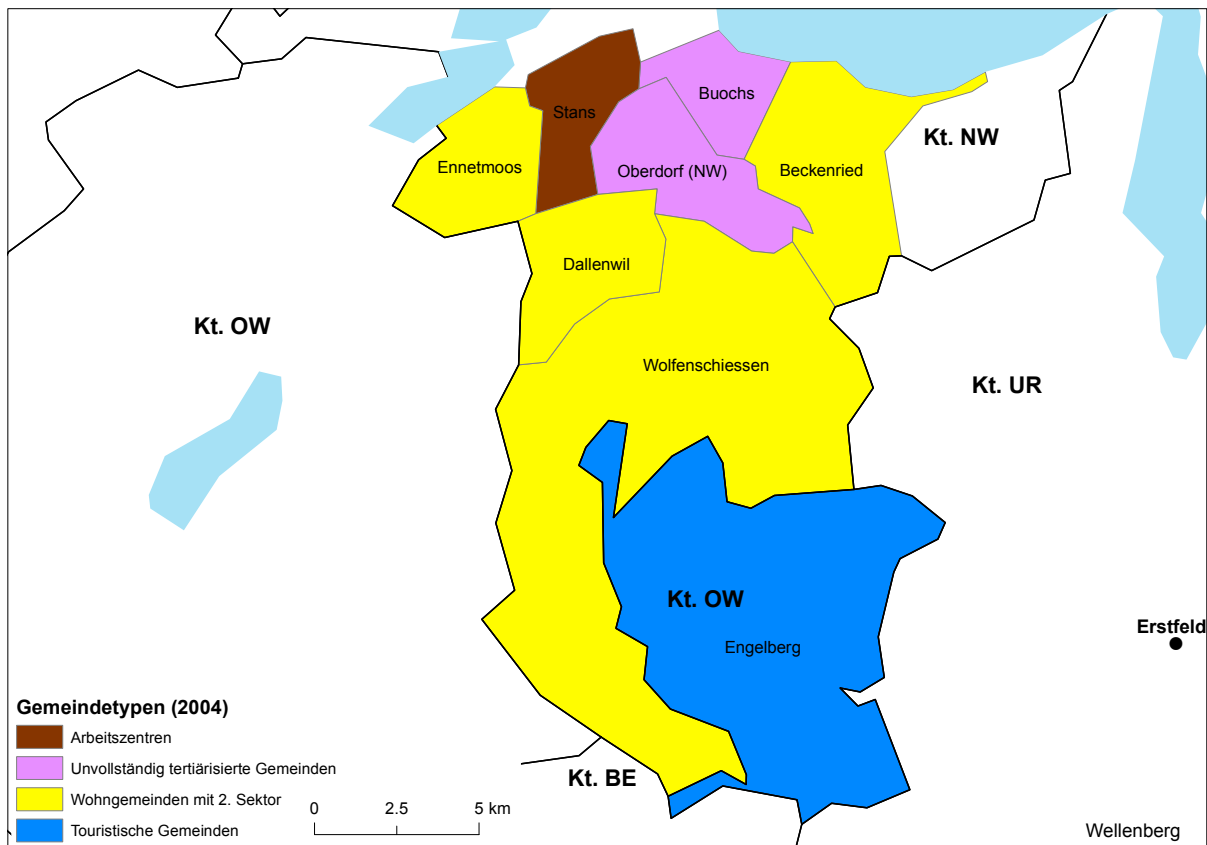 Stans
Buochs
Kt. NW
Ennetmoos
Oberdorf (NW)
Beckenried
Dallenwil
Kt. OW
Wolfenschiessen
Kt. UR
Kt. OW
Erstfeld
Engelberg
Gemeindetypen (2004)
Arbeitszentren
Unvollständig tertiärisierte Gemeinden
Kt. BE
Wohngemeinden mit 2. Sektor
0 2.5 5 km
Touristische Gemeinden
Wellenberg